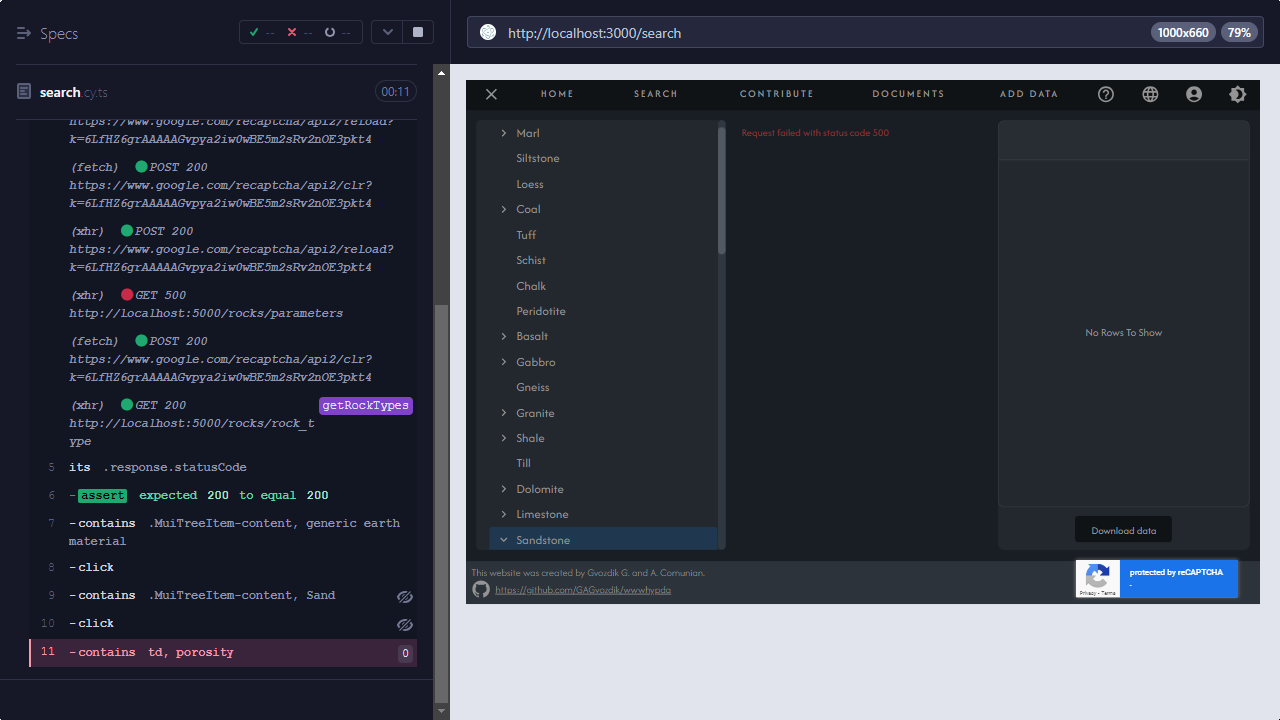 Specs
-- -- --
http://localhost:3000/search
1000x660 79%
search.cy.ts 00:11
https://www.google.com/recaptcha/api2/reload?
k=6LfHZ6grAAAAAGvpya2iw0wBE5m2sRv2nOE3pkt4
(fetch) POST 200
https://www.google.com/recaptcha/api2/clr?
k=6LfHZ6grAAAAAGvpya2iw0wBE5m2sRv2nOE3pkt4
(xhr) POST 200
https://www.google.com/recaptcha/api2/reload?
k=6LfHZ6grAAAAAGvpya2iw0wBE5m2sRv2nOE3pkt4
(xhr) GET 500
http://localhost:5000/rocks/parameters
(fetch) POST 200
https://www.google.com/recaptcha/api2/clr?
k=6LfHZ6grAAAAAGvpya2iw0wBE5m2sRv2nOE3pkt4
(xhr) GET 200 getRockTypes
http://localhost:5000/rocks/rock_t
ype
5 its .response.statusCode
6 -assert expected 200 to equal 200
7 -contains .MuiTreeItem-content, generic earth
material
8 -click
9 -contains .MuiTreeItem-content, Sand
10 -click
11 -contains td, porosity 0
HOME SEARCH CONTRIBUTE DOCUMENTS ADD DATA
Marl
Siltstone
Loess
Coal
Tuff
Schist
Chalk
Peridotite
Basalt
Gabbro
Gneiss
Granite
Shale
Till
Dolomite
Limestone
Sandstone
Request failed with status code 500
No Rows To Show
Download data
This website was created by Gvozdik G. and A. Comunian.
https://github.com/GAGvozdik/wwwhypda
protected by reCAPTCHA
-
Privacy - Terms